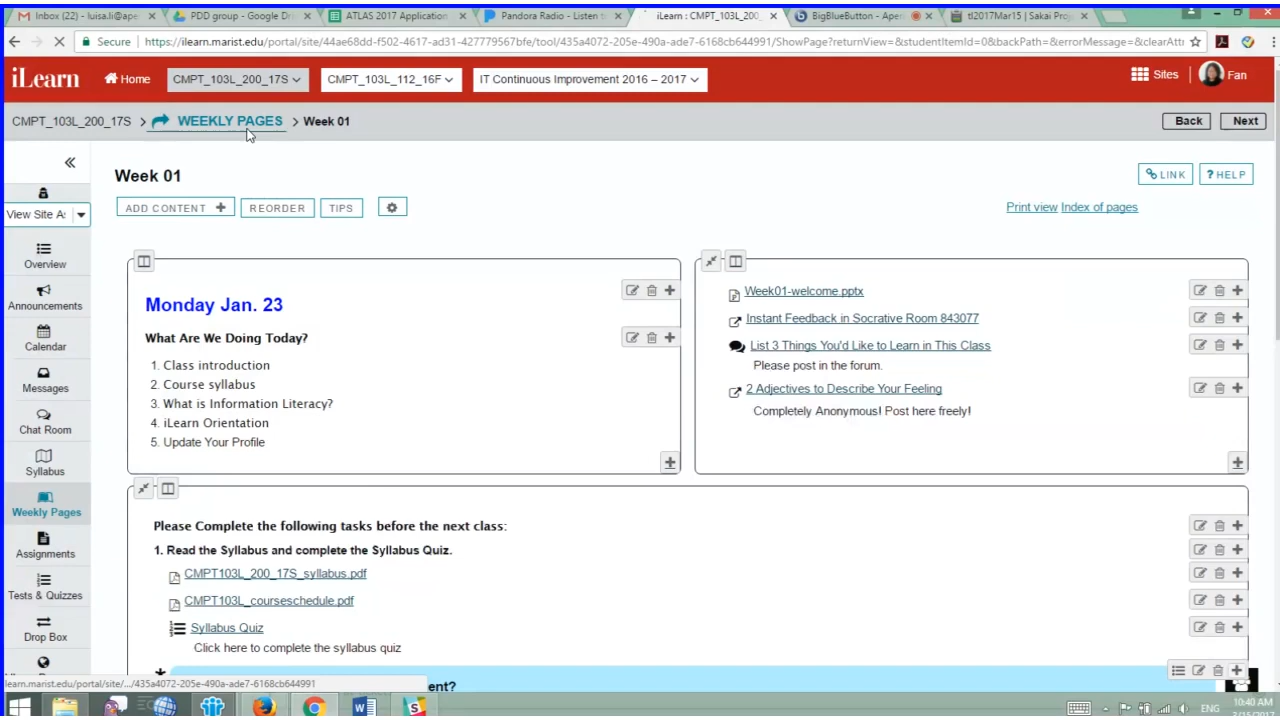 Inbox (22) - luisa.li@ape
PDD group - Google Dri
ATLAS 2017 Application
Pandora Radio - Listen t
iLearn : CMPT_103L_200_
BigBlueButton - Aperi
tl2017Mar15 | Sakai Proj
Secure
https://ilearn.marist.edu/portal/site/44ae68dd-f502-4617-ad31-427779567bfe/tool/435a4072-205e-490a-ade7-6168cb644991/ShowPage?returnView=&studentItemId=0&backPath=&errorMessage=&clearAttr
iLearn
Home
CMPT_103L_200_17S
CMPT_103L_112_16F
IT Continuous Improvement 2016 – 2017
Sites
Fan
CMPT_103L_200_17S > WEEKLY PAGES > Week 01
Back
Next
Week 01
LINK
? HELP
View Site As
ADD CONTENT +
REORDER
TIPS
Print view
Index of pages
Overview
Announcements
Calendar
Messages
Chat Room
Syllabus
Weekly Pages
Assignments
Tests & Quizzes
Drop Box
Monday Jan. 23
What Are We Doing Today?
1. Class introduction
2. Course syllabus
3. What is Information Literacy?
4. iLearn Orientation
5. Update Your Profile
Week01-welcome.pptx
Instant Feedback in Socrative Room 843077
List 3 Things You'd Like to Learn in This Class
Please post in the forum.
2 Adjectives to Describe Your Feeling
Completely Anonymous! Post here freely!
Please Complete the following tasks before the next class:
1. Read the Syllabus and complete the Syllabus Quiz.
CMPT103L_200_17S_syllabus.pdf
CMPT103L_courseschedule.pdf
Syllabus Quiz
Click here to complete the syllabus quiz
ent?
ilearn.marist.edu/portal/site/.../435a4072-205e-490a-ade7-6168cb644991
ENG
10:40 AM